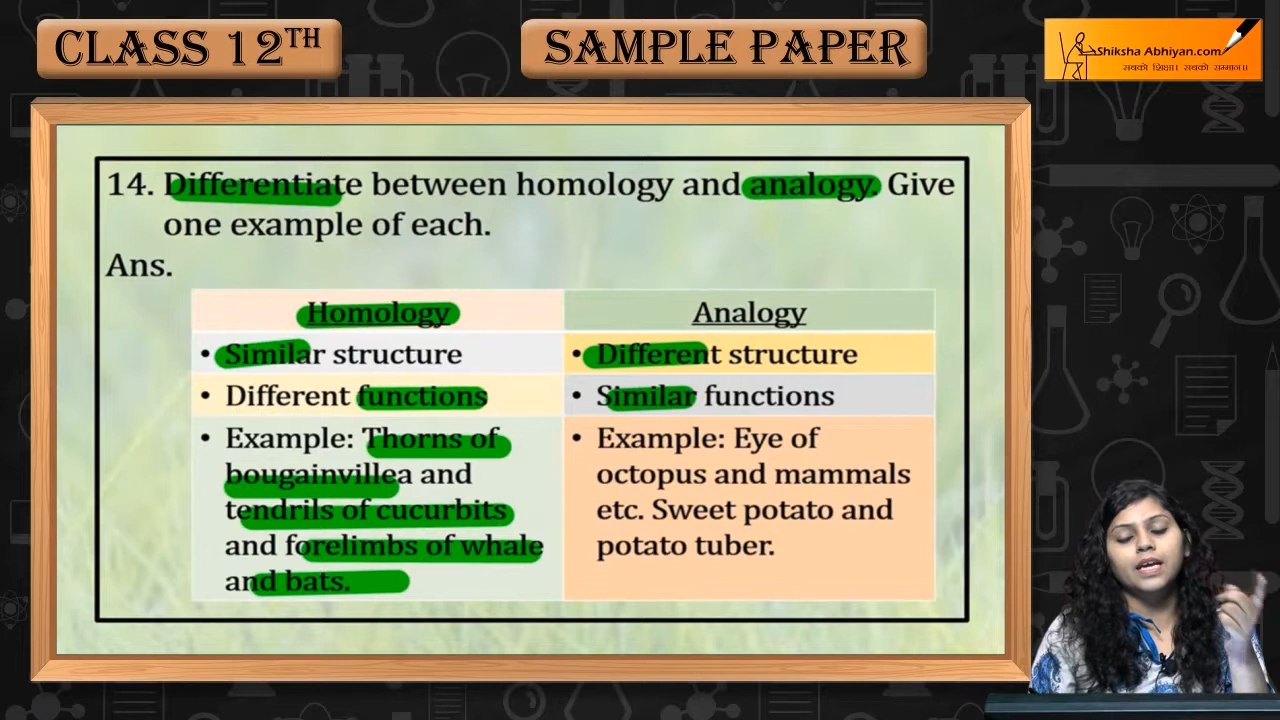 CLASS 12TH
SAMPLE PAPER
Shiksha Abhiyan.com
सबको शिक्षा। सबको सम्मान।।
14. Differentiate between homology and analogy. Give
one example of each.
Ans.
Homology
• Similar structure
• Different functions
• Example: Thorns of
bougainvillea and
tendrils of cucurbits
and forelimbs of whale
and bats.
Analogy
• Different structure
• Similar functions
• Example: Eye of
octopus and mammals
etc. Sweet potato and
potato tuber.